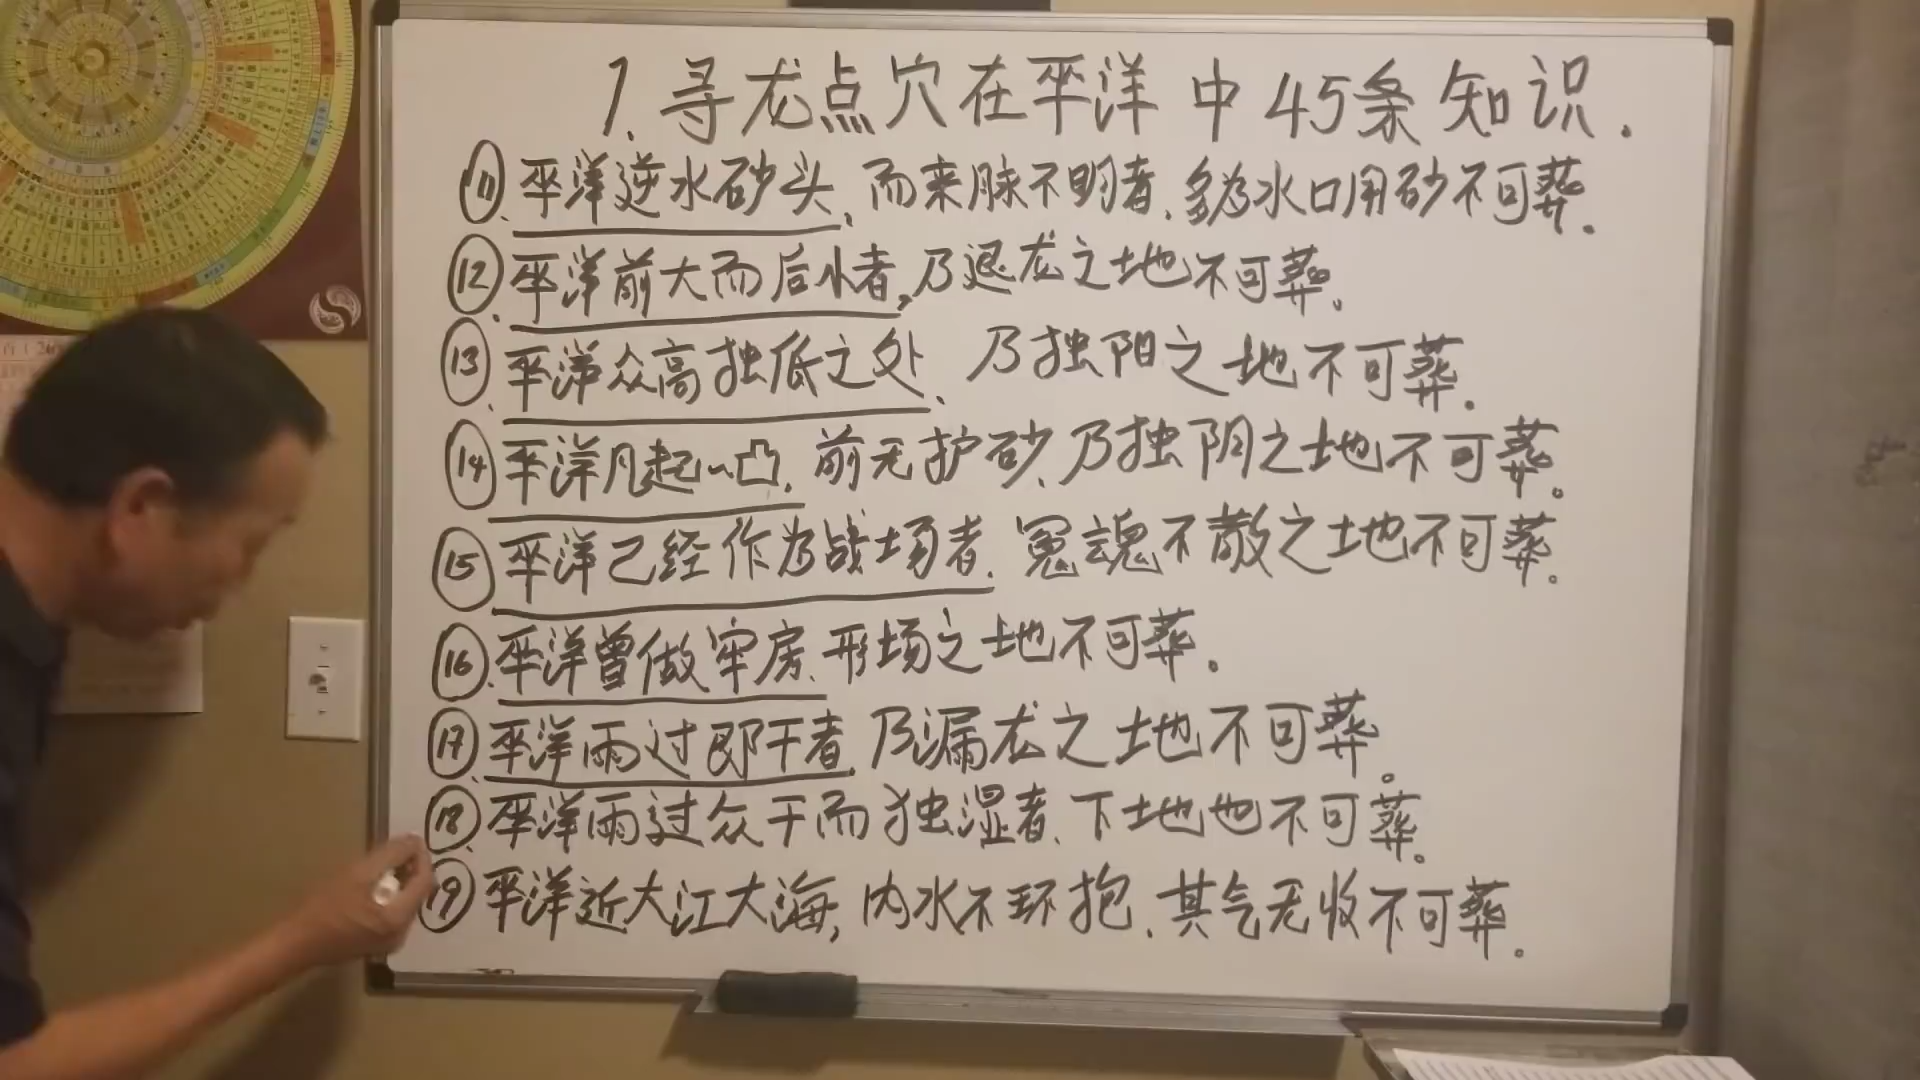 1.寻龙点穴在平洋中45条知识.
⑪.平洋逆水砂头、而来脉不明者、多为水口用砂不可葬.
⑫.平洋前大而后小者,乃退龙之地不可葬。
⑬.平洋众高独低之处、乃独阳之地不可葬.
⑭平洋凡起一凸.前无护砂、乃独阴之地不可葬。
⑮.平洋己经作为战场者.冤魂不散之地不可葬.
⑯.平洋曾做牢房、形场之地不可葬.
⑰、平洋雨过即干者.乃漏龙之地不可葬。
⑱、平洋雨过众干而独湿者、下地也不可葬。
⑲平洋近大江大海,内水不环抱.其气无收不可葬。